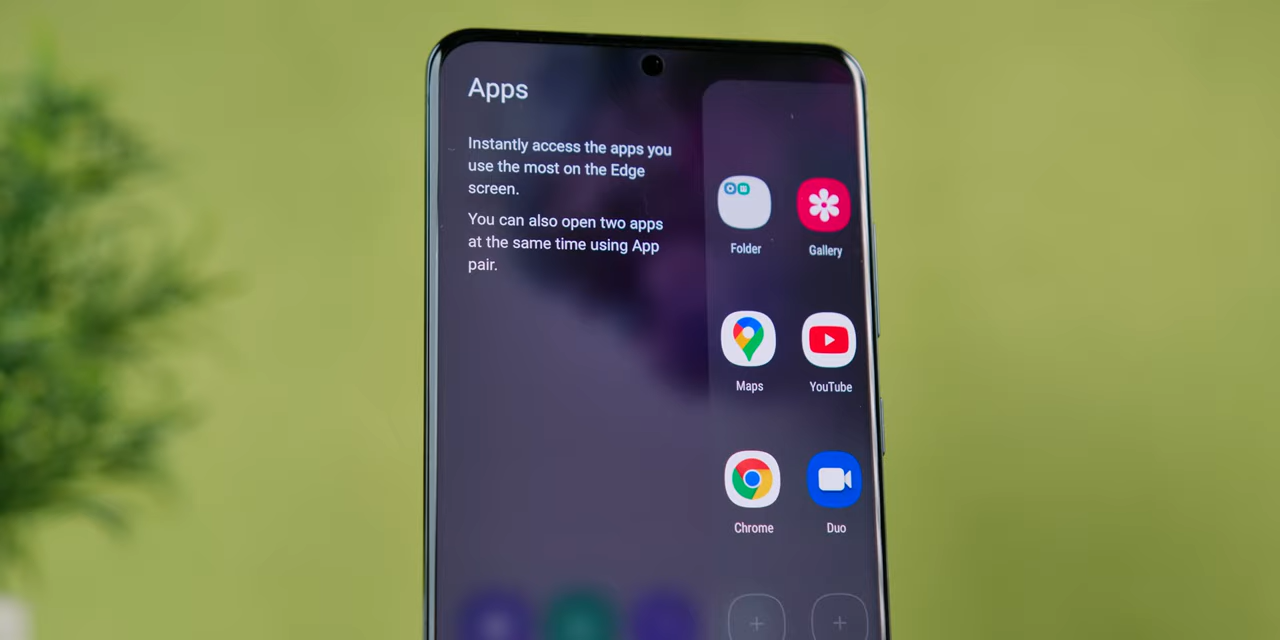 Apps
Instantly access the apps you
use the most on the Edge
screen.
You can also open two apps
at the same time using App
pair.
Folder
Gallery
Maps
YouTube
Chrome
Duo